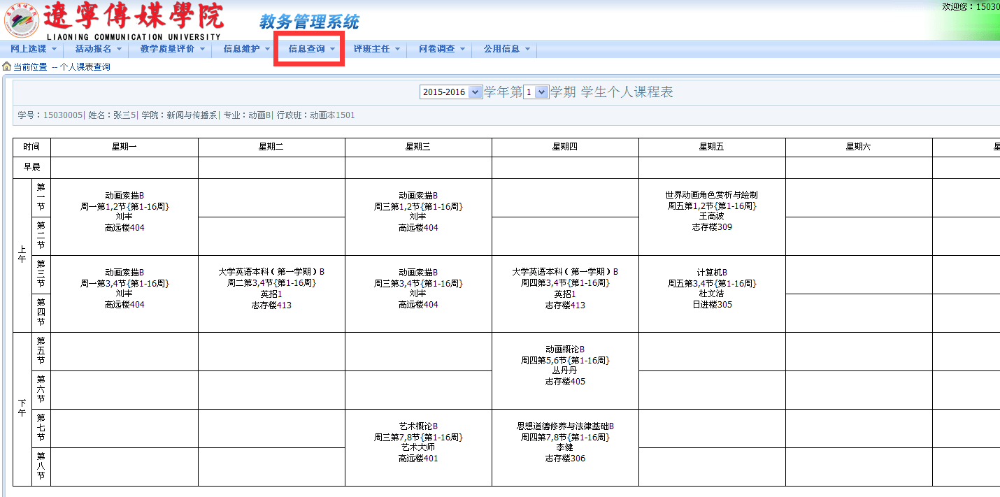 遼寧傳媒學院
LIAONING COMMUNICATION UNIVERSITY
教务管理系统
欢迎您：15030
网上选课 活动报名 教学质量评价 信息维护 信息查询 评班主任 问卷调查 公用信息
当前位置 -- 个人课表查询
2015-2016 学年第 1 学期 学生个人课程表
学号：15030005| 姓名：张三5| 学院：新闻与传播系| 专业：动画B| 行政班：动画本1501
时间 星期一 星期二 星期三 星期四 星期五 星期六 星
早晨
上午
第一节
动画素描B
周一第1,2节{第1-16周}
刘丰
高远楼404
动画素描B
周三第1,2节{第1-16周}
刘丰
高远楼404
世界动画角色赏析与绘制
周五第1,2节{第1-16周}
王高波
志存楼309
第二节
第三节
动画素描B
周一第3,4节{第1-16周}
刘丰
高远楼404
大学英语本科（第一学期）B
周二第3,4节{第1-16周}
英招1
志存楼413
动画素描B
周三第3,4节{第1-16周}
刘丰
高远楼404
大学英语本科（第一学期）B
周四第3,4节{第1-16周}
英招1
志存楼413
计算机B
周五第3,4节{第1-16周}
杜文洁
日进楼305
第四节
下午
第五节
动画概论B
周四第5,6节{第1-16周}
丛丹丹
志存楼405
第六节
第七节
艺术概论B
周三第7,8节{第1-16周}
艺术大师
高远楼401
思想道德修养与法律基础B
周四第7,8节{第1-16周}
李健
志存楼306
第八节